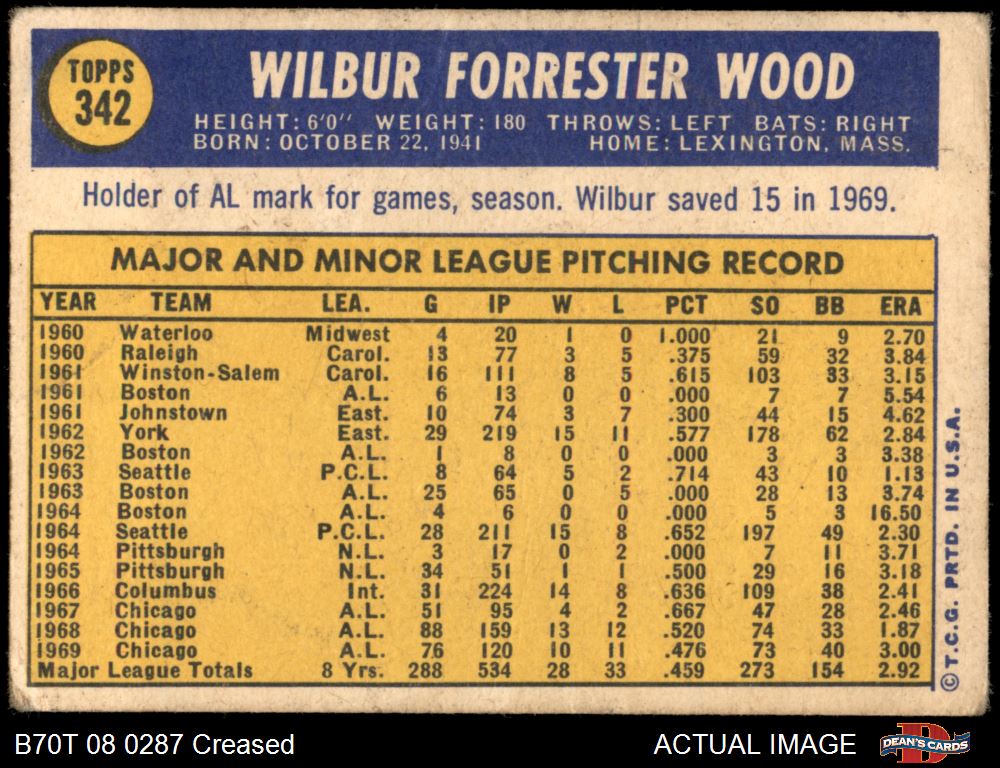 TOPPS
342
WILBUR FORRESTER WOOD
HEIGHT: 6'0" WEIGHT: 180 THROWS: LEFT BATS: RIGHT
BORN: OCTOBER 22, 1941 HOME: LEXINGTON, MASS.
Holder of AL mark for games, season. Wilbur saved 15 in 1969.
MAJOR AND MINOR LEAGUE PITCHING RECORD
YEAR TEAM LEA. G IP W L PCT SO BB ERA
1960 Waterloo Midwest 4 20 1 0 1.000 21 9 2.70
1960 Raleigh Carol. 13 77 3 5 .375 59 32 3.84
1961 Winston-Salem Carol. 16 111 8 5 .615 103 33 3.15
1961 Boston A.L. 6 13 0 0 .000 7 7 5.54
1961 Johnstown East. 10 74 3 7 .300 44 15 4.62
1962 York East. 29 219 15 11 .577 178 62 2.84
1962 Boston A.L. 1 8 0 0 .000 3 3 3.38
1963 Seattle P.C.L. 8 64 5 2 .714 43 10 1.13
1963 Boston A.L. 25 65 0 5 .000 28 13 3.74
1964 Boston A.L. 4 6 0 0 .000 5 3 16.50
1964 Seattle P.C.L. 28 211 15 8 .652 197 49 2.30
1964 Pittsburgh N.L. 3 17 0 2 .000 7 11 3.71
1965 Pittsburgh N.L. 34 51 1 1 .500 29 16 3.18
1966 Columbus Int. 31 224 14 8 .636 109 38 2.41
1967 Chicago A.L. 51 95 4 2 .667 47 28 2.46
1968 Chicago A.L. 88 159 13 12 .520 74 33 1.87
1969 Chicago A.L. 76 120 10 11 .476 73 40 3.00
Major League Totals 8 Yrs. 288 534 28 33 .459 273 154 2.92
©T.C.G. PRTD. IN U.S.A.
B70T 08 0287 Creased
ACTUAL IMAGE
B
DEAN'S CARDS